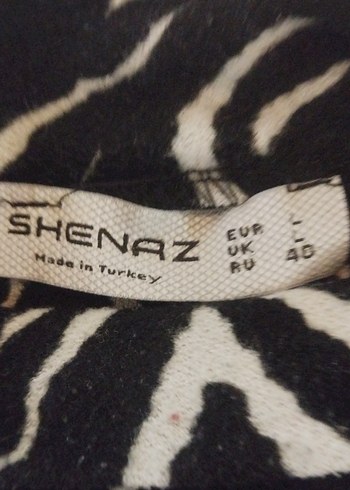 SHENAZ
Made in Turkey
EUR L
UK L
RU 40